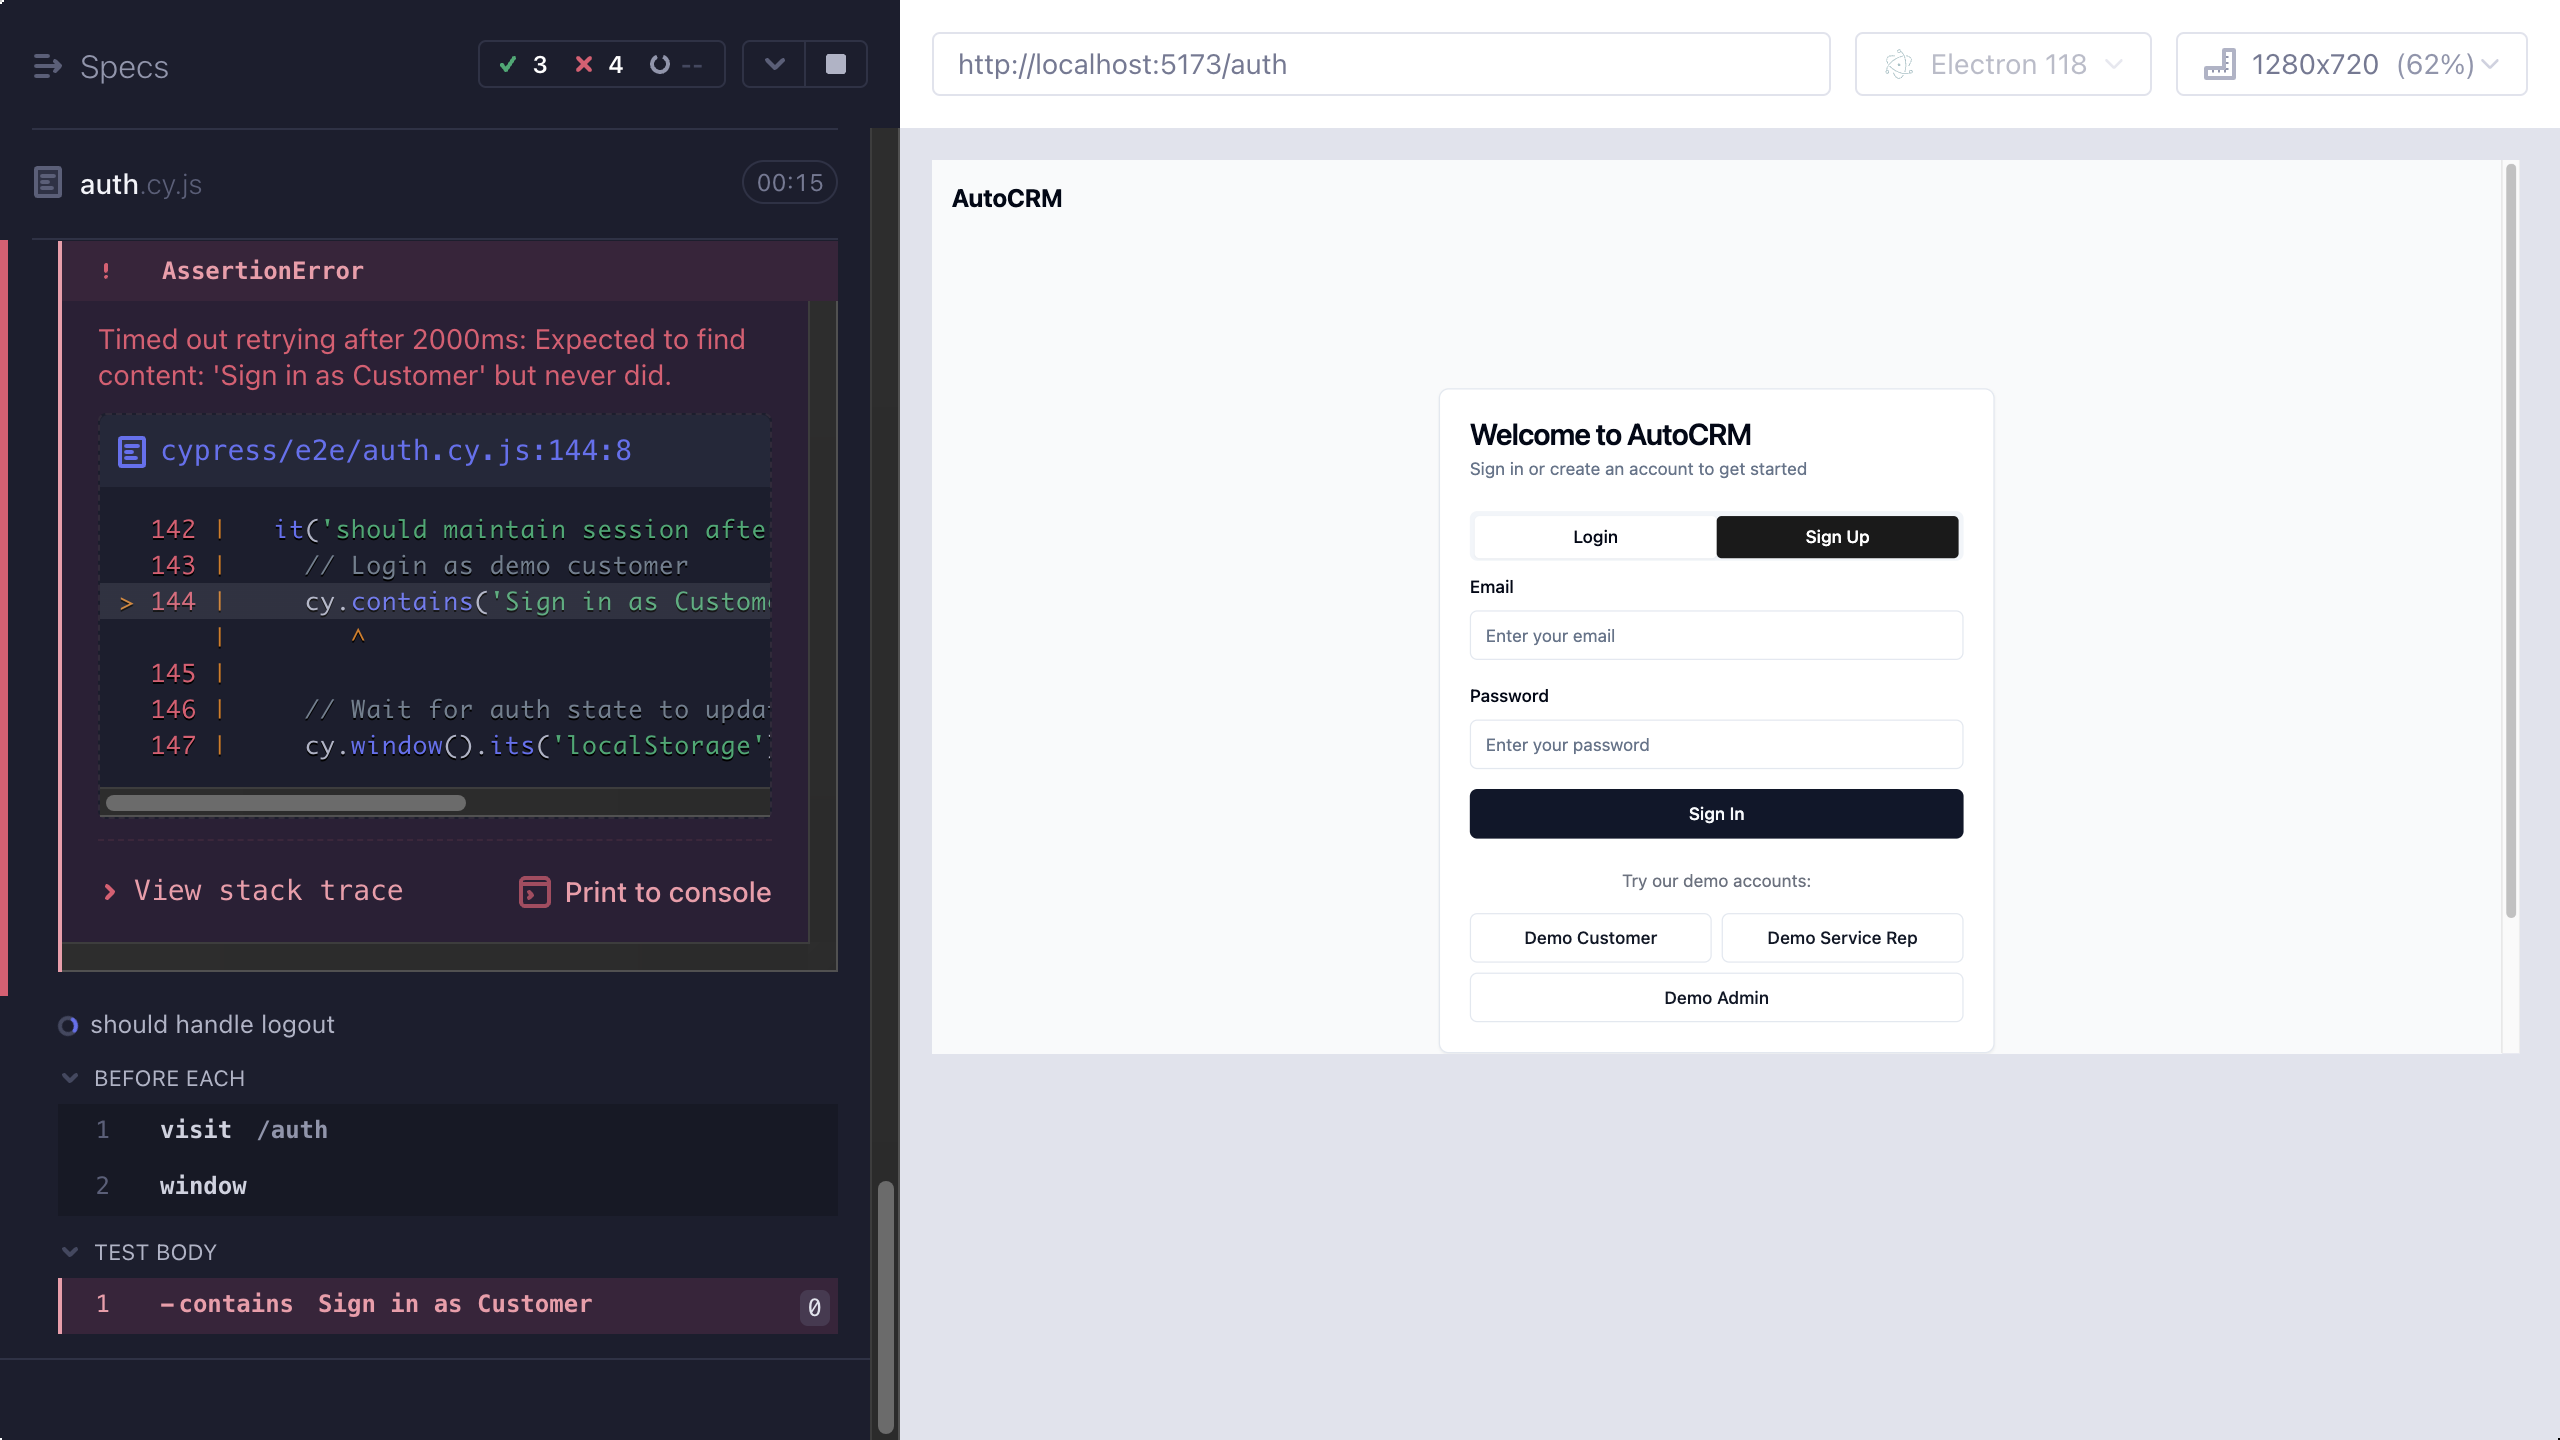 Specs
3 4 --
auth.cy.js
00:15
! AssertionError
Timed out retrying after 2000ms: Expected to find
content: 'Sign in as Customer' but never did.
cypress/e2e/auth.cy.js:144:8
142 | it('should maintain session afte
143 | // Login as demo customer
> 144 | cy.contains('Sign in as Custom
| ^
145 |
146 | // Wait for auth state to upda
147 | cy.window().its('localStorage')
View stack trace
Print to console
should handle logout
BEFORE EACH
1 visit /auth
2 window
TEST BODY
1 -contains Sign in as Customer 0
http://localhost:5173/auth
Electron 118
1280x720 (62%)
AutoCRM
Welcome to AutoCRM
Sign in or create an account to get started
Login
Sign Up
Email
Enter your email
Password
Enter your password
Sign In
Try our demo accounts:
Demo Customer
Demo Service Rep
Demo Admin